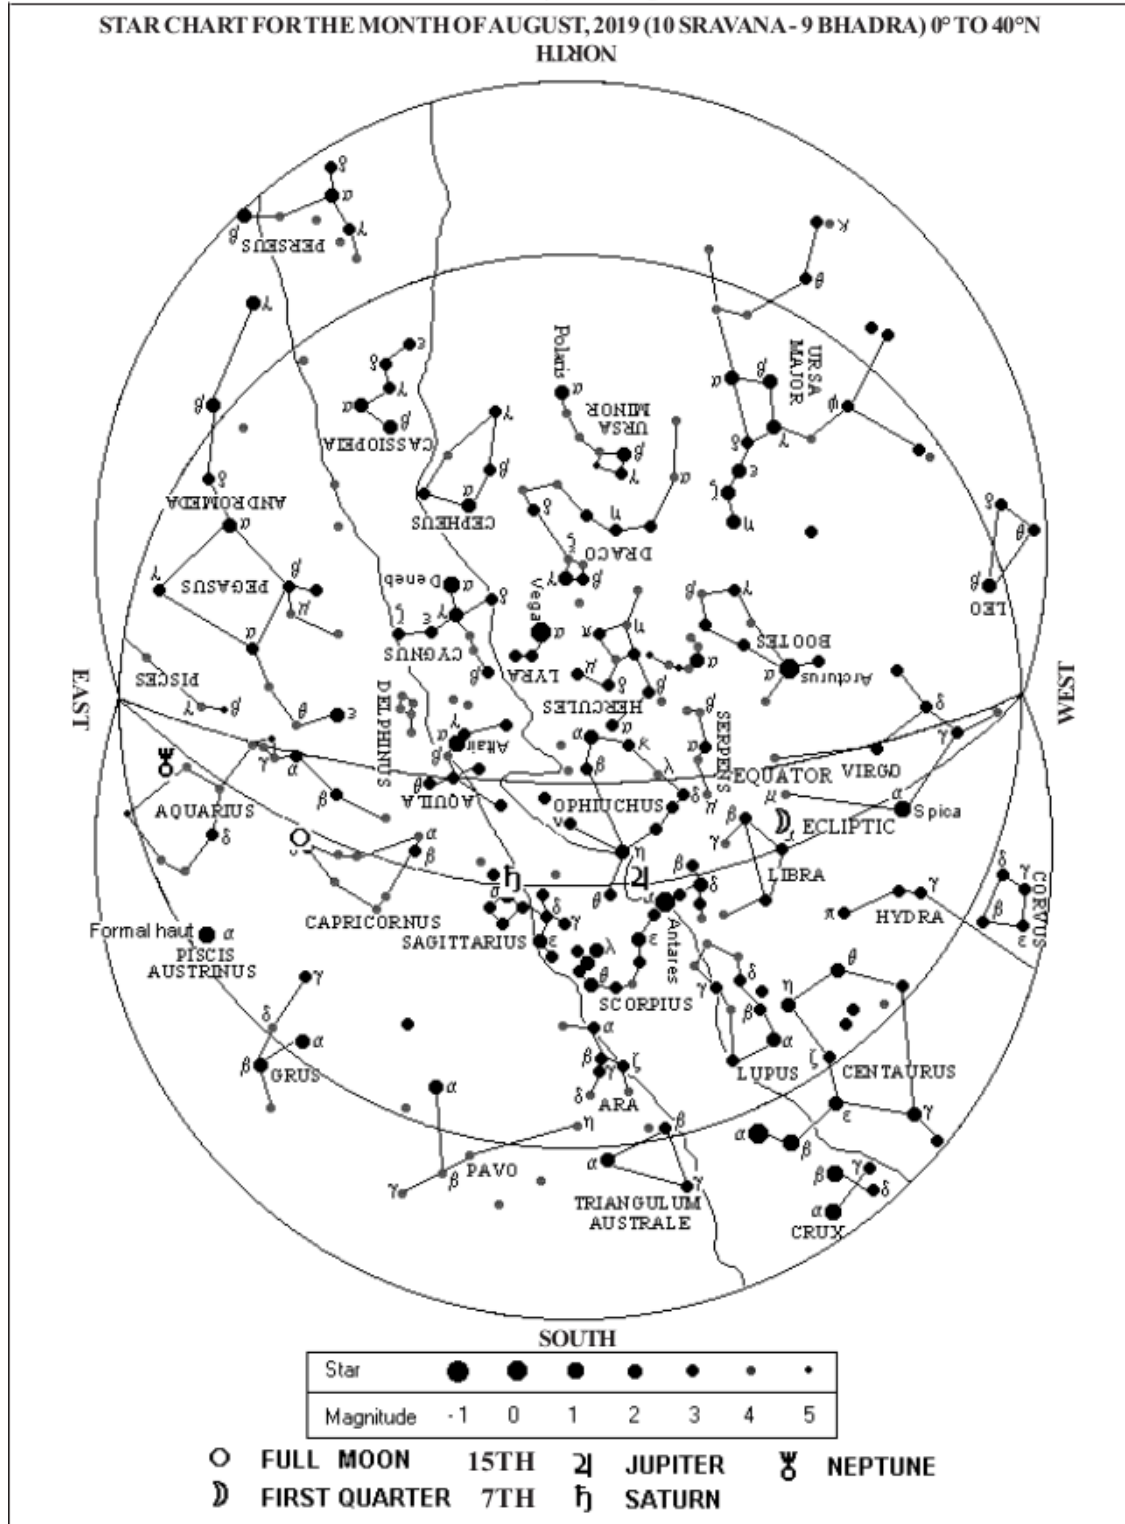 STAR CHART FOR THE MONTH OF AUGUST, 2019 (10 SRAVANA - 9 BHADRA) 0° TO 40°N
NORTH
δ
α
β
γ
PERSEUS
κ
θ
γ
ε
δ
γ
α
β
CASSIOPEIA
Polaris
α
URSA
MINOR
β
γ
URSA
MAJOR
α
β
δ
γ
ψ
ε
ζ
η
β
δ
ANDROMEDA
α
γ
β
α
CEPHEUS
δ
η
α
DRACO
ζ
γ
β
δ
θ
β
LEO
γ
PEGASUS
β
μ
α
Deneb
α
γ
δ
ζ
ε
CYGNUS
β
Vega
α
LYRA
π
η
μ
δ
β
HERCULES
α
α
β
γ
BOOTES
α
Arcturus
EAST
WEST
PISCES
γ
β
θ
ε
DELPHINUS
γ
Altair
β
θ
AQUILA
α
κ
β
λ
OPHIUCHUS
δ
ν
η
θ
β
α
SERPENS
μ
EQUATOR
VIRGO
δ
γ
μ
α
Spica
ECLIPTIC
γ
α
β
AQUARIUS
δ
α
β
CAPRICORNUS
β
γ
γ
LIBRA
δ
γ
β
ε
CORVUS
π
γ
HYDRA
Formal haut
α
PISCIS
AUSTRINUS
σ
δ
γ
SAGITTARIUS
ε
β
δ
α
Antares
ε
λ
θ
SCORPIUS
γ
δ
β
α
LUPUS
θ
η
ζ
CENTAURUS
ε
γ
α
β
γ
δ
α
β
GRUS
α
β
γ
ζ
δ
ARA
α
η
PAVO
β
γ
β
α
γ
TRIANGULUM
AUSTRALE
β
γ
δ
α
CRUX
SOUTH
Star
Magnitude -1 0 1 2 3 4 5
FULL MOON 15TH ♃ JUPITER ♆ NEPTUNE
FIRST QUARTER 7TH ♄ SATURN